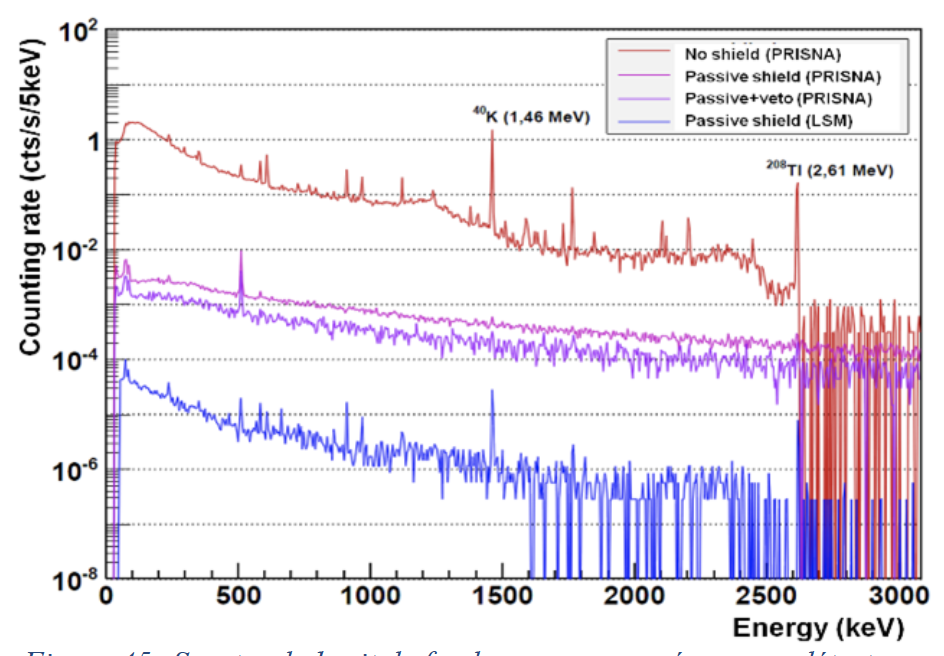 10²
1
10⁻²
10⁻⁴
10⁻⁶
10⁻⁸
Counting rate (cts/s/5keV)
No shield (PRISNA)
Passive shield (PRISNA)
Passive+veto (PRISNA)
Passive shield (LSM)
⁴⁰K (1,46 MeV)
²⁰⁸Tl (2,61 MeV)
0 500 1000 1500 2000 2500 3000
Energy (keV)